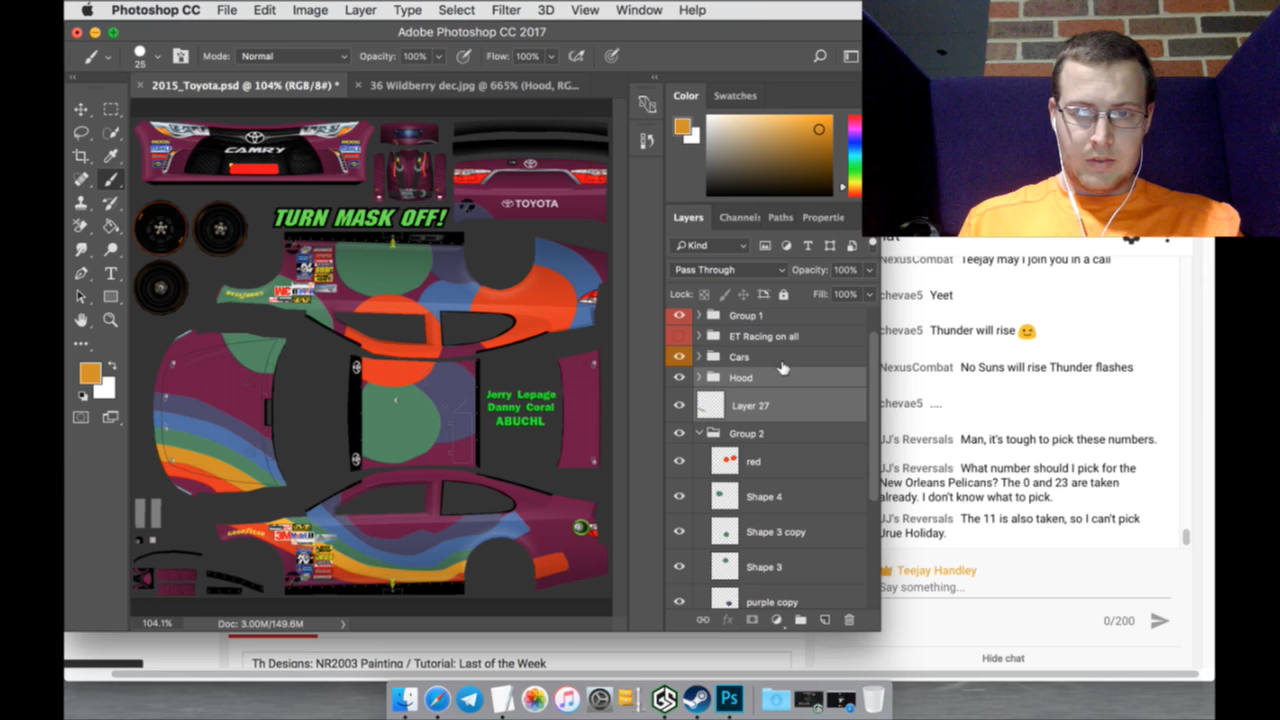 Photoshop CC File Edit Image Layer Type Select Filter 3D View Window Help
Adobe Photoshop CC 2017
25 Mode: Normal Opacity: 100% Flow: 100%
2015_Toyota.psd @ 104% (RGB/8#) * 36 Wildberry dec.jpg @ 665% (Hood, RG...
Color Swatches
CAMRY
TOYOTA
TURN MASK OFF!
Jerry Lepage
Danny Coral
ABUCHL
GOODYEAR
3M
Mobil
104.1% Doc: 3.00M/149.6M
Layers Channels Paths Propertie
Kind
Pass Through Opacity: 100%
Lock: Fill: 100%
Group 1
ET Racing on all
Cars
Hood
Layer 27
Group 2
red
Shape 4
Shape 3 copy
Shape 3
purple copy
NexusCombat Teejay may I join you in a call
chevae5 Yeet
chevae5 Thunder will rise 😉
NexusCombat No Suns will rise Thunder flashes
chevae5 ....
JJ's Reversals Man, it's tough to pick these numbers.
JJ's Reversals What number should I pick for the
New Orleans Pelicans? The 0 and 23 are taken
already. I don't know what to pick.
JJ's Reversals The 11 is also taken, so I can't pick
Jrue Holiday.
Teejay Handley
Say something...
0/200
Hide chat
Th Designs: NR2003 Painting / Tutorial: Last of the Week
GS
Ps